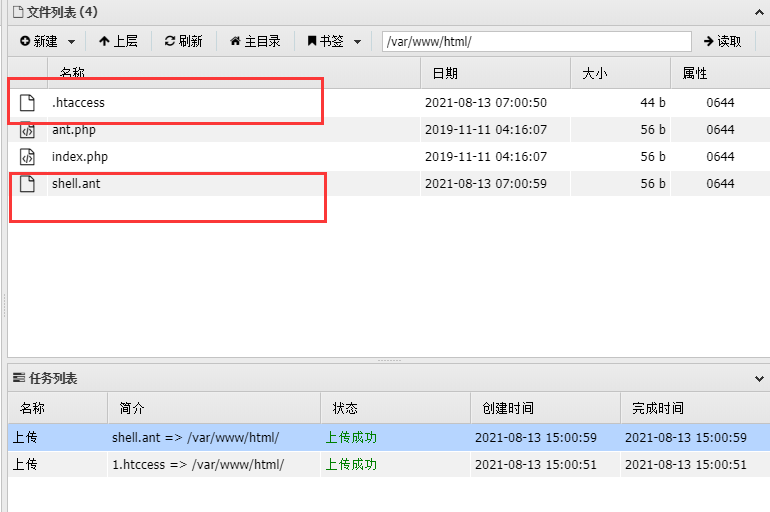 文件列表 (4)
新建 上层 刷新 主目录 书签 /var/www/html/ 读取
名称 日期 大小 属性
.htaccess 2021-08-13 07:00:50 44 b 0644
ant.php 2019-11-11 04:16:07 56 b 0644
index.php 2019-11-11 04:16:07 56 b 0644
shell.ant 2021-08-13 07:00:59 56 b 0644
任务列表
名称 简介 状态 创建时间 完成时间
上传 shell.ant => /var/www/html/ 上传成功 2021-08-13 15:00:59 2021-08-13 15:00:59
上传 1.htccess => /var/www/html/ 上传成功 2021-08-13 15:00:51 2021-08-13 15:00:51